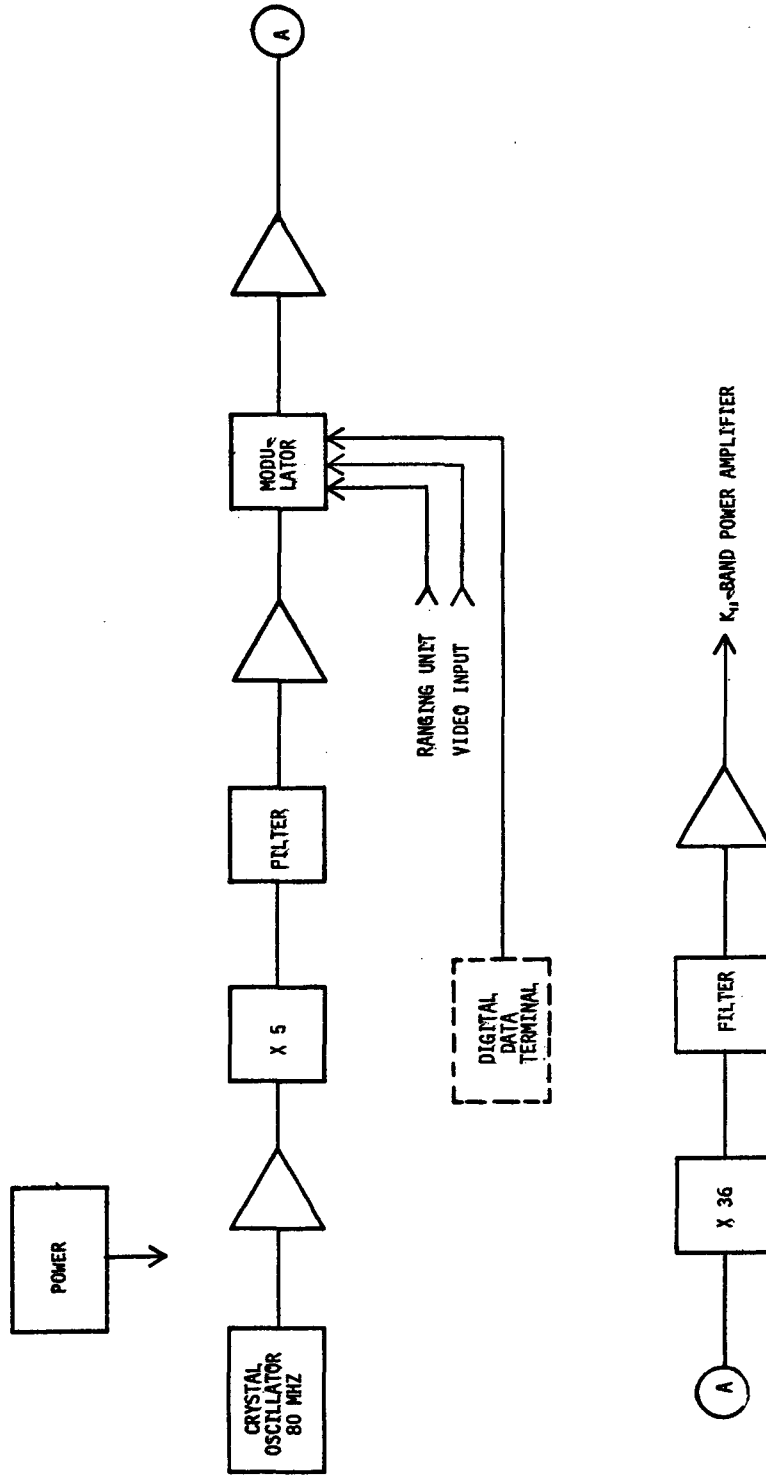 POWER
CRYSTAL
OSCILLATOR
80 MHZ
X 5
FILTER
MODU-
LATOR
A
RANGING UNIT
VIDEO INPUT
DIGITAL
DATA
TERMINAL
A
X 36
FILTER
Ku-BAND POWER AMPLIFIER